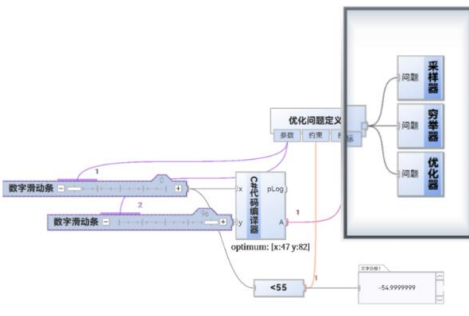 采样器
问题
穷举器
问题
优化器
问题
优化问题定义
参数
约束
标
1
数字滑动条
2
数字滑动条
x
y
C#代码编译器
pLog
A
1
optimum: [x:47 y:82]
1
<55
-54.9999999